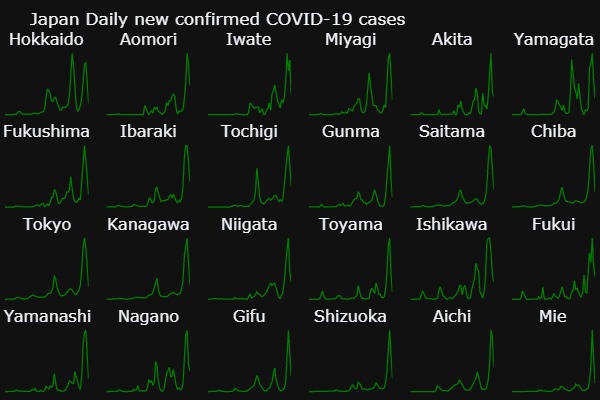 Japan Daily new confirmed COVID-19 cases
Hokkaido Aomori Iwate Miyagi Akita Yamagata
Fukushima Ibaraki Tochigi Gunma Saitama Chiba
Tokyo Kanagawa Niigata Toyama Ishikawa Fukui
Yamanashi Nagano Gifu Shizuoka Aichi Mie